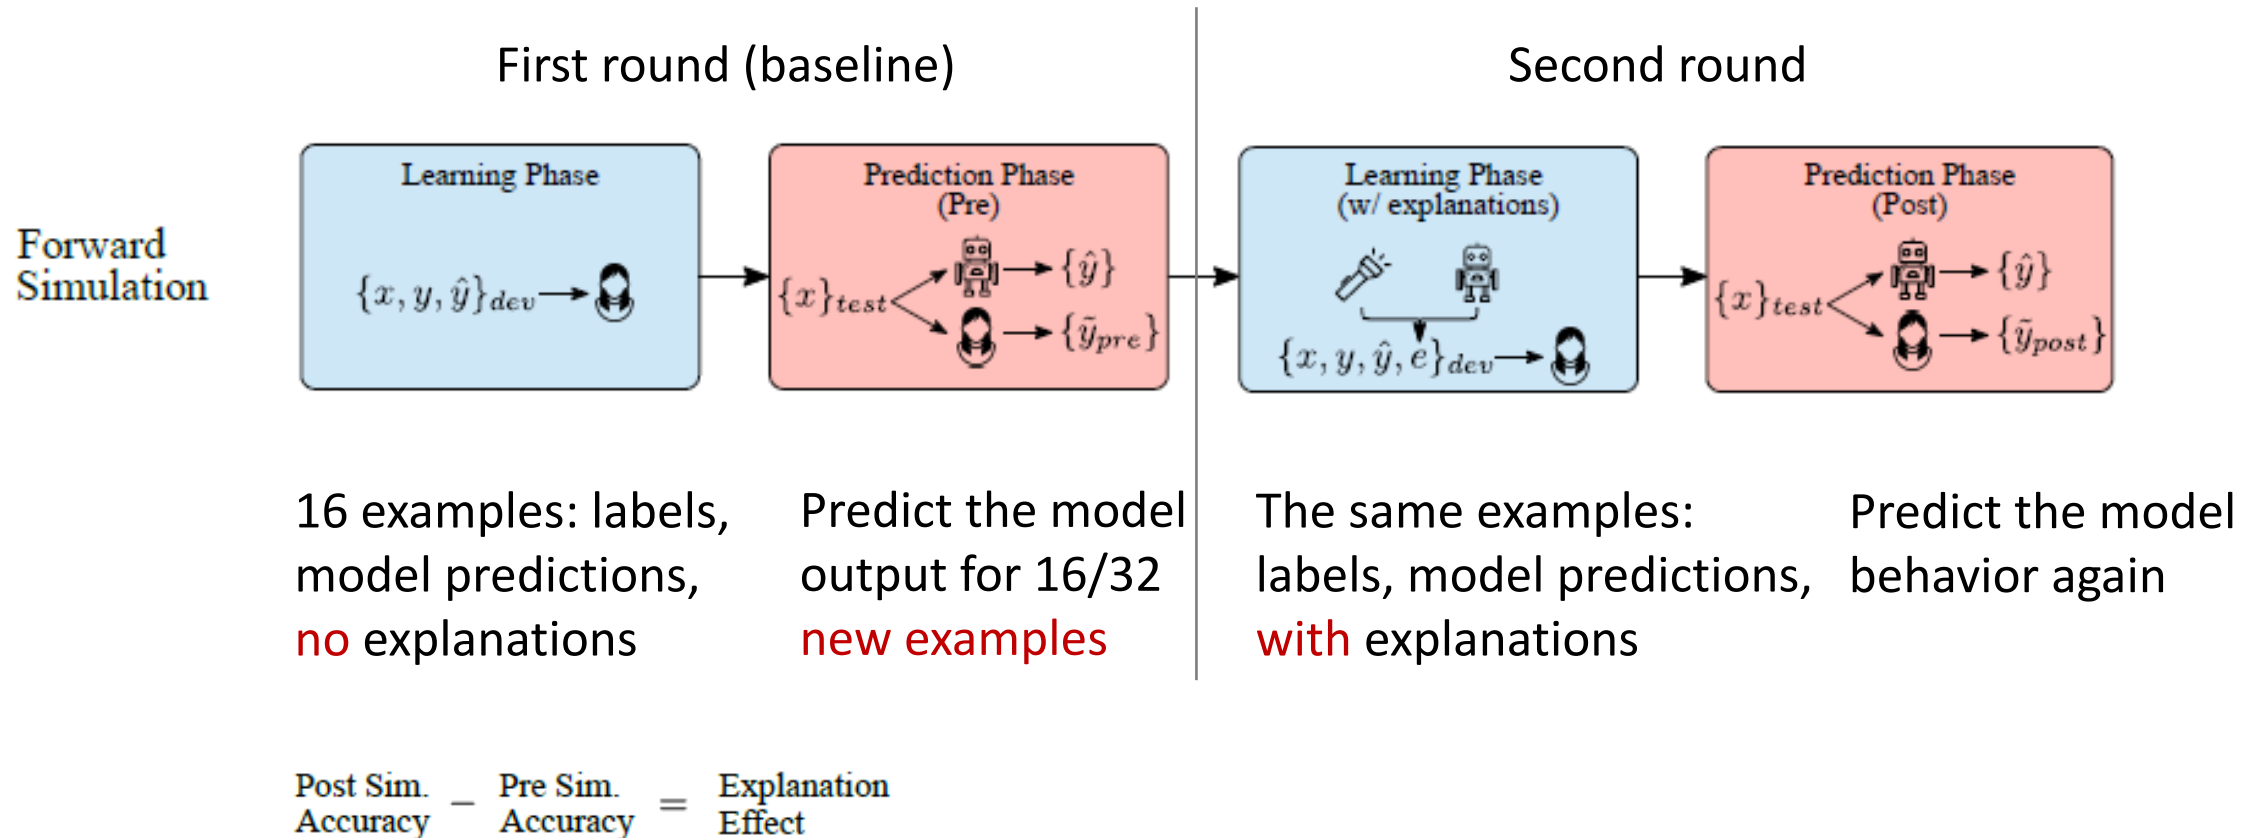 First round (baseline)
Second round
Forward
Simulation
Learning Phase
{x, y, ŷ}dev
Prediction Phase
(Pre)
{x}test
{ŷ}
{ỹpre}
Learning Phase
(w/ explanations)
{x, y, ŷ, e}dev
Prediction Phase
(Post)
{x}test
{ŷ}
{ỹpost}
16 examples: labels,
model predictions,
no explanations
Predict the model
output for 16/32
new examples
The same examples:
labels, model predictions,
with explanations
Predict the model
behavior again
Post Sim.
Accuracy
−
Pre Sim.
Accuracy
=
Explanation
Effect